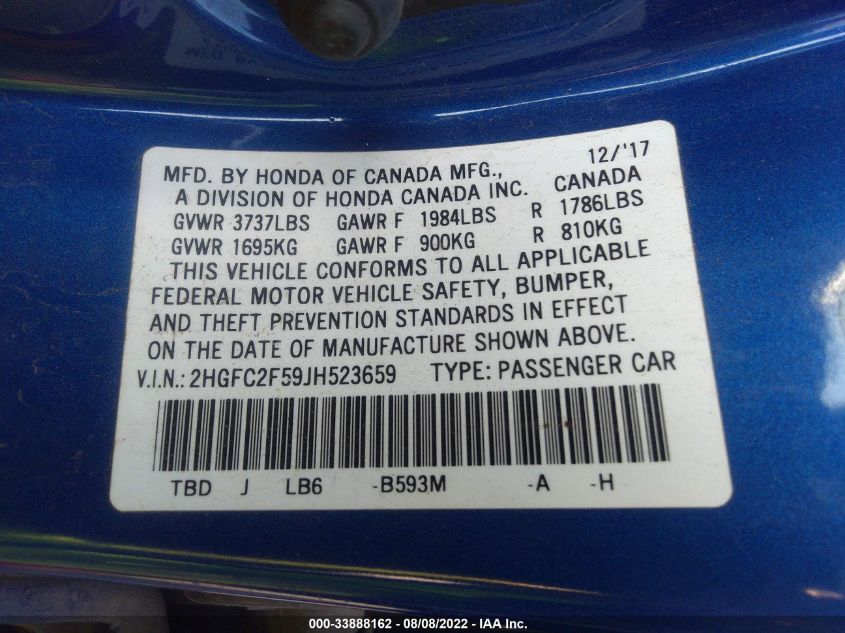 12/'17
MFD. BY HONDA OF CANADA MFG.,
A DIVISION OF HONDA CANADA INC. CANADA
GVWR 3737LBS GAWR F 1984LBS R 1786LBS
GVWR 1695KG GAWR F 900KG R 810KG
THIS VEHICLE CONFORMS TO ALL APPLICABLE
FEDERAL MOTOR VEHICLE SAFETY, BUMPER,
AND THEFT PREVENTION STANDARDS IN EFFECT
ON THE DATE OF MANUFACTURE SHOWN ABOVE.
V.I.N.: 2HGFC2F59JH523659 TYPE: PASSENGER CAR
TBD J LB6 -B593M -A -H
000-33888162 - 08/08/2022 - IAA Inc.